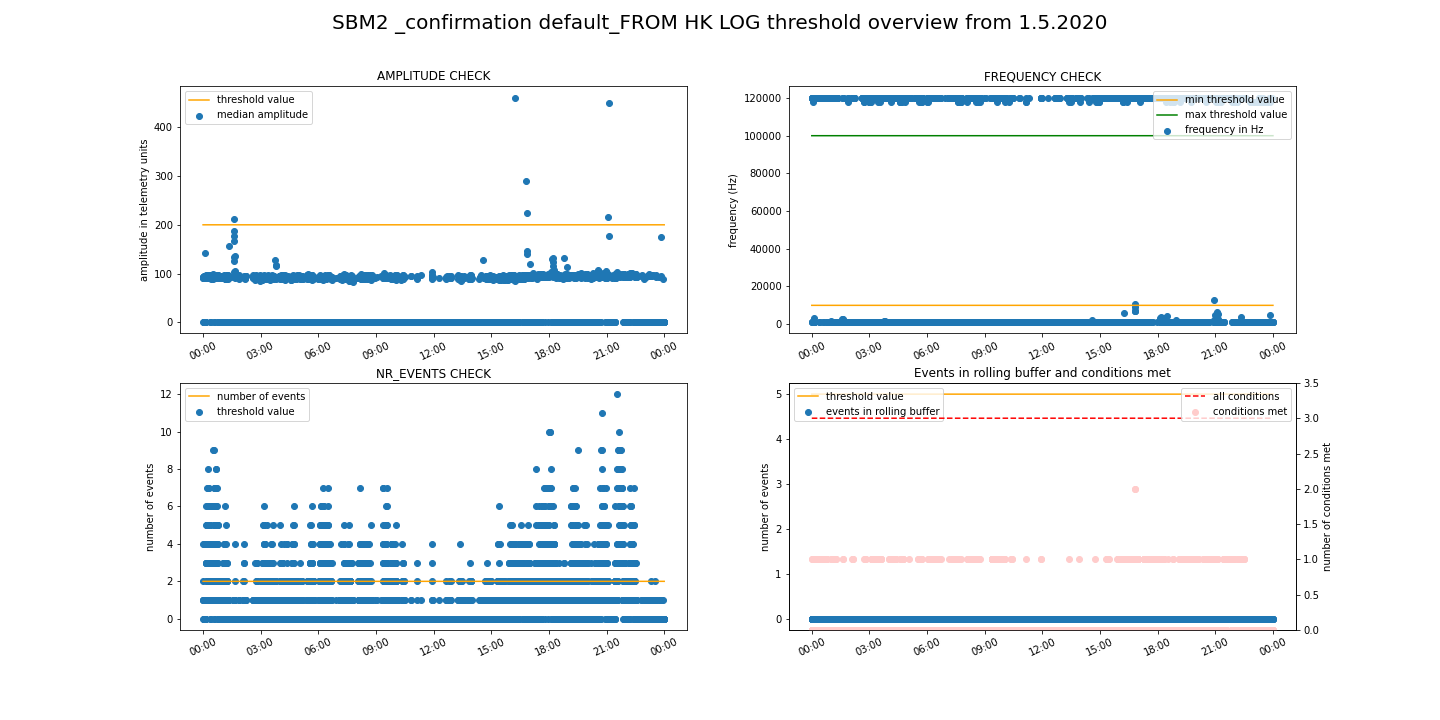 SBM2 _confirmation default_FROM HK LOG threshold overview from 1.5.2020
AMPLITUDE CHECK
threshold value
median amplitude
amplitude in telemetry units
400
300
200
100
0
00:00 03:00 06:00 09:00 12:00 15:00 18:00 21:00 00:00
FREQUENCY CHECK
min threshold value
max threshold value
frequency in Hz
frequency (Hz)
120000
100000
80000
60000
40000
20000
0
00:00 03:00 06:00 09:00 12:00 15:00 18:00 21:00 00:00
NR_EVENTS CHECK
number of events
threshold value
number of events
12
10
8
6
4
2
0
00:00 03:00 06:00 09:00 12:00 15:00 18:00 21:00 00:00
Events in rolling buffer and conditions met
threshold value
events in rolling buffer
all conditions
conditions met
number of events
5
4
3
2
1
0
3.5
3.0
2.5
2.0
1.5
1.0
0.5
0.0
number of conditions met
00:00 03:00 06:00 09:00 12:00 15:00 18:00 21:00 00:00